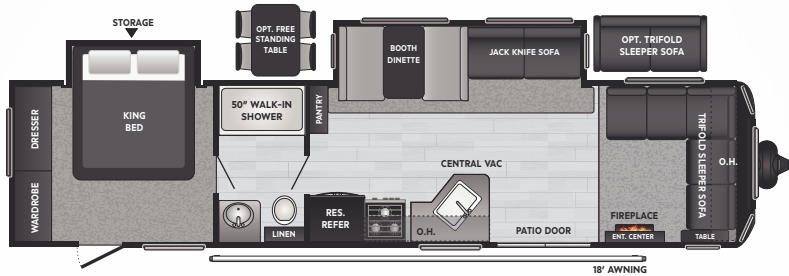 STORAGE
OPT. FREE
STANDING
TABLE
BOOTH
DINETTE
JACK KNIFE SOFA
OPT. TRIFOLD
SLEEPER SOFA
DRESSER
KING
BED
50" WALK-IN
SHOWER
PANTRY
TRIFOLD SLEEPER SOFA
O.H.
CENTRAL VAC
WARDROBE
LINEN
RES.
REFER
O.H.
PATIO DOOR
FIREPLACE
ENT. CENTER
TABLE
18' AWNING